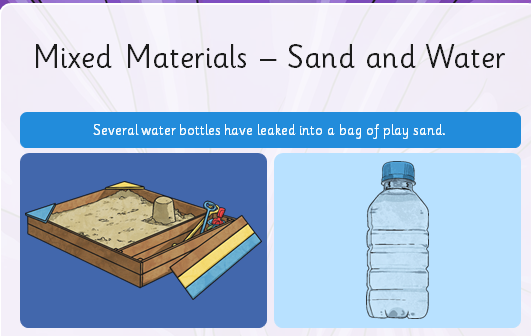 Mixed Materials – Sand and Water
Several water bottles have leaked into a bag of play sand.